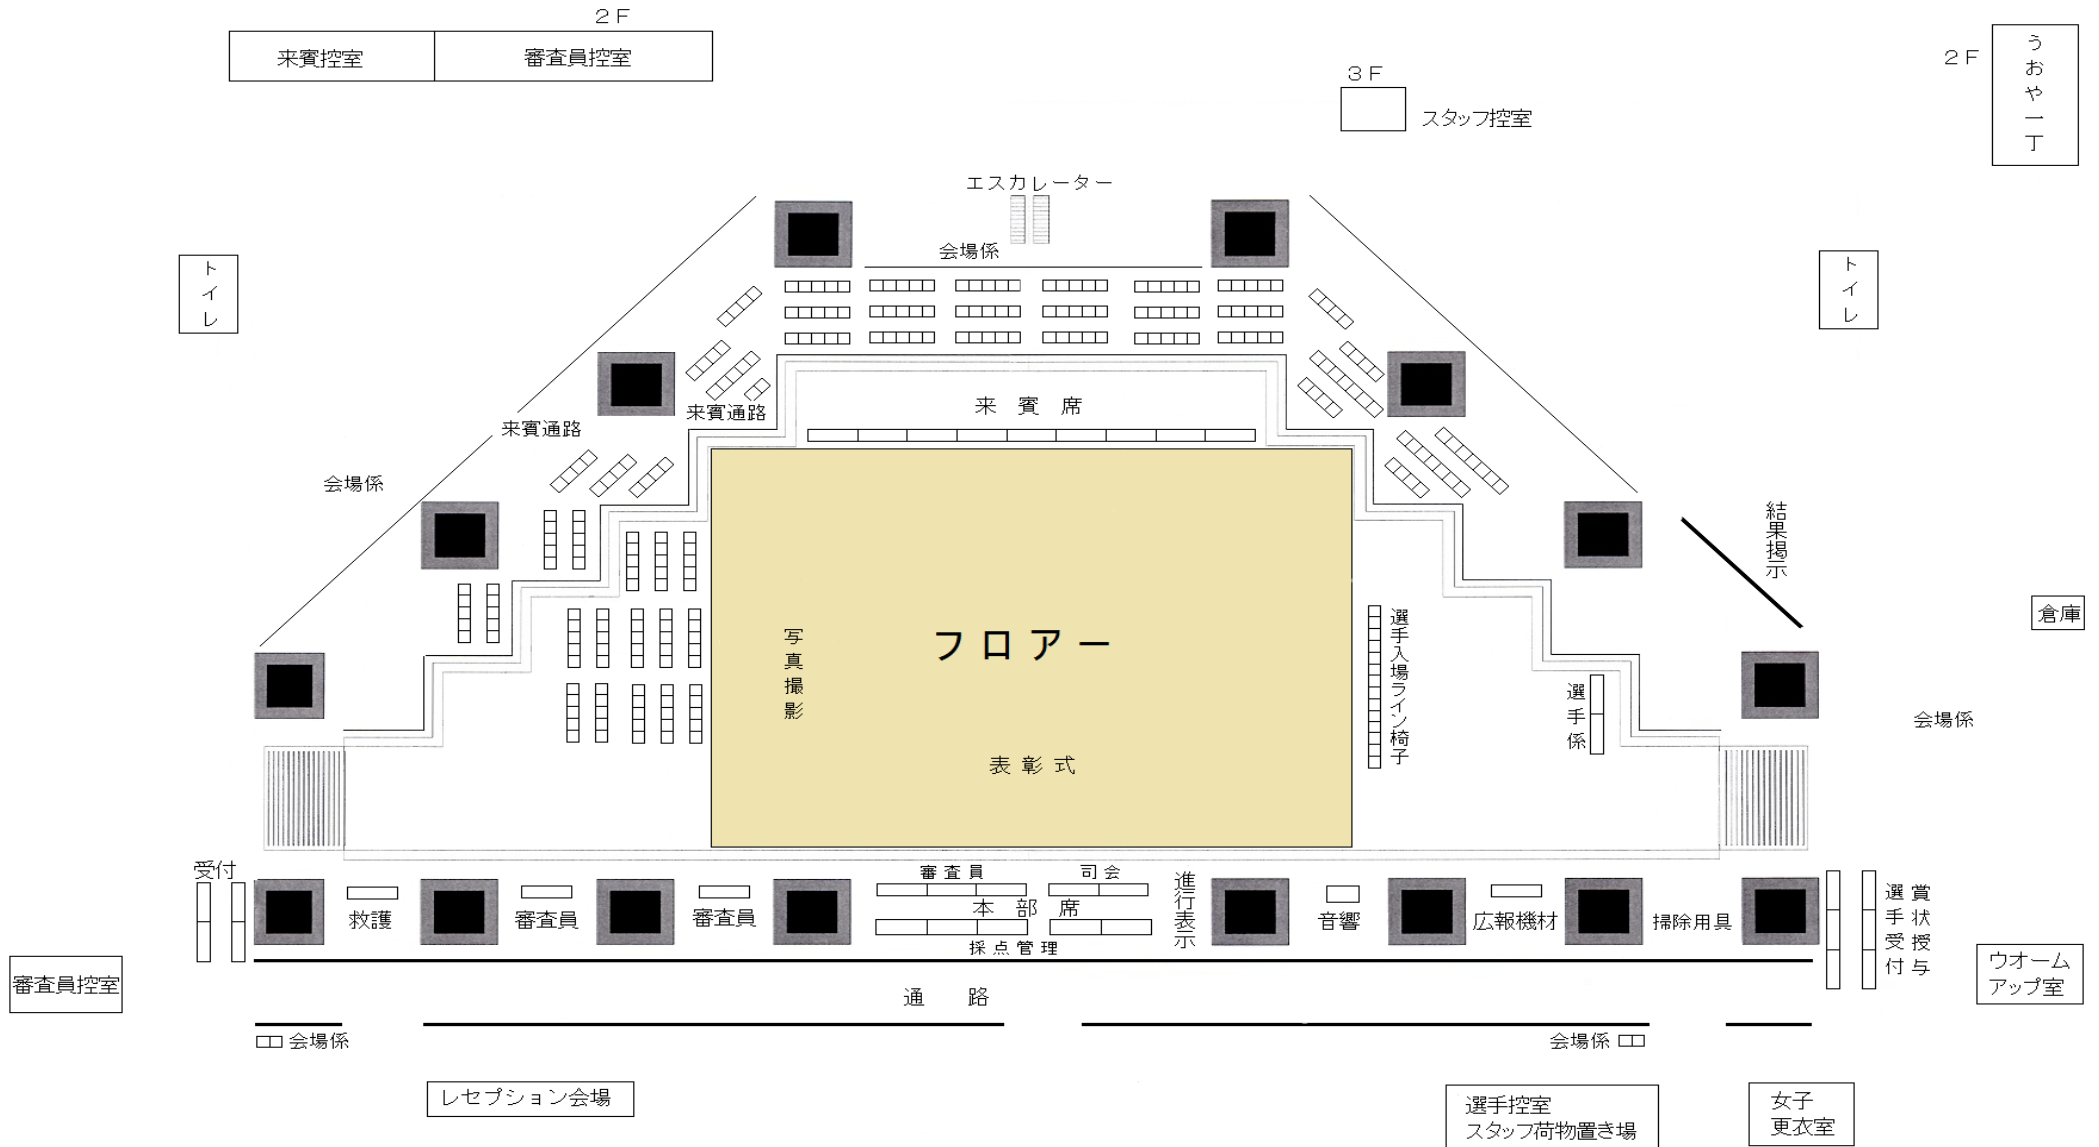 ２Ｆ
来賓控室
審査員控室
２Ｆ
うおや一丁
３Ｆ
スタッフ控室
エスカレーター
会場係
トイレ
トイレ
来賓席
来賓通路
来賓通路
会場係
結果掲示
倉庫
写真撮影
フロアー
選手入場ライン椅子
選手係
会場係
表彰式
受付
救護
審査員
審査員
審査員
司会
本部席
採点管理
進行表示
音響
広報機材
掃除用具
選手受付
賞状授与
審査員控室
ウオーム
アップ室
通路
会場係
会場係
レセプション会場
選手控室
スタッフ荷物置き場
女子
更衣室